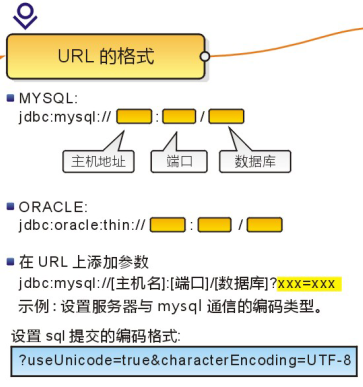 URL 的格式
MYSQL:
jdbc:mysql:// : /
主机地址 端口 数据库
ORACLE:
jdbc:oracle:thin:// : /
在 URL 上添加参数
jdbc:mysql://[主机名]:[端口]/[数据库]?xxx=xxx
示例:设置服务器与 mysql 通信的编码类型。
设置 sql 提交的编码格式:
?useUnicode=true&characterEncoding=UTF-8